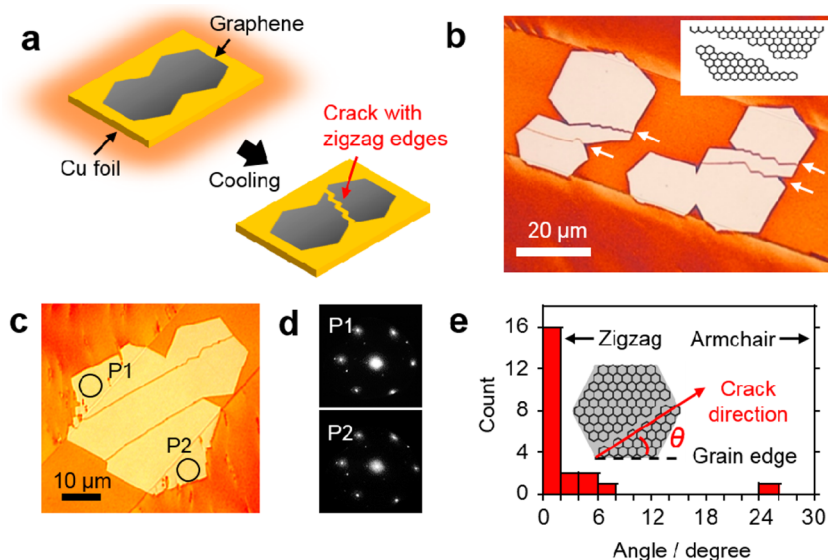 a
Graphene
Cu foil
Cooling
Crack with
zigzag edges
b
20 µm
c
P1
P2
10 µm
d
P1
P2
e
16
12
8
4
0
Count
Zigzag
Armchair
Crack
direction
θ
Grain edge
0
6
12
18
24
30
Angle / degree